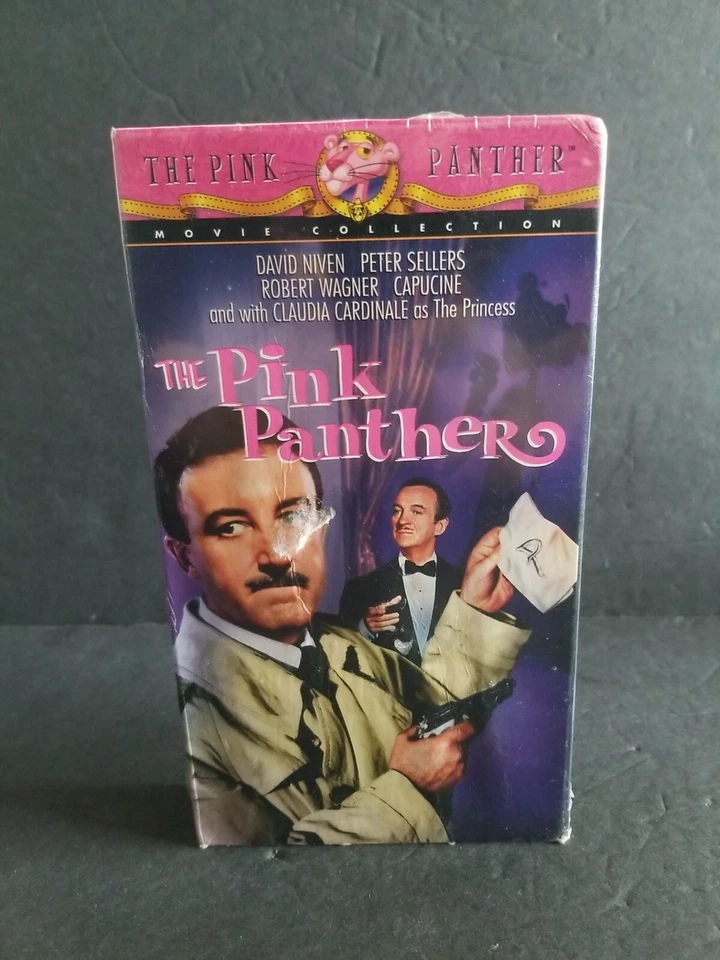 THE PINK PANTHER™
MOVIE COLLECTION
DAVID NIVEN PETER SELLERS
ROBERT WAGNER CAPUCINE
and with CLAUDIA CARDINALE as The Princess
THE Pink
Panther